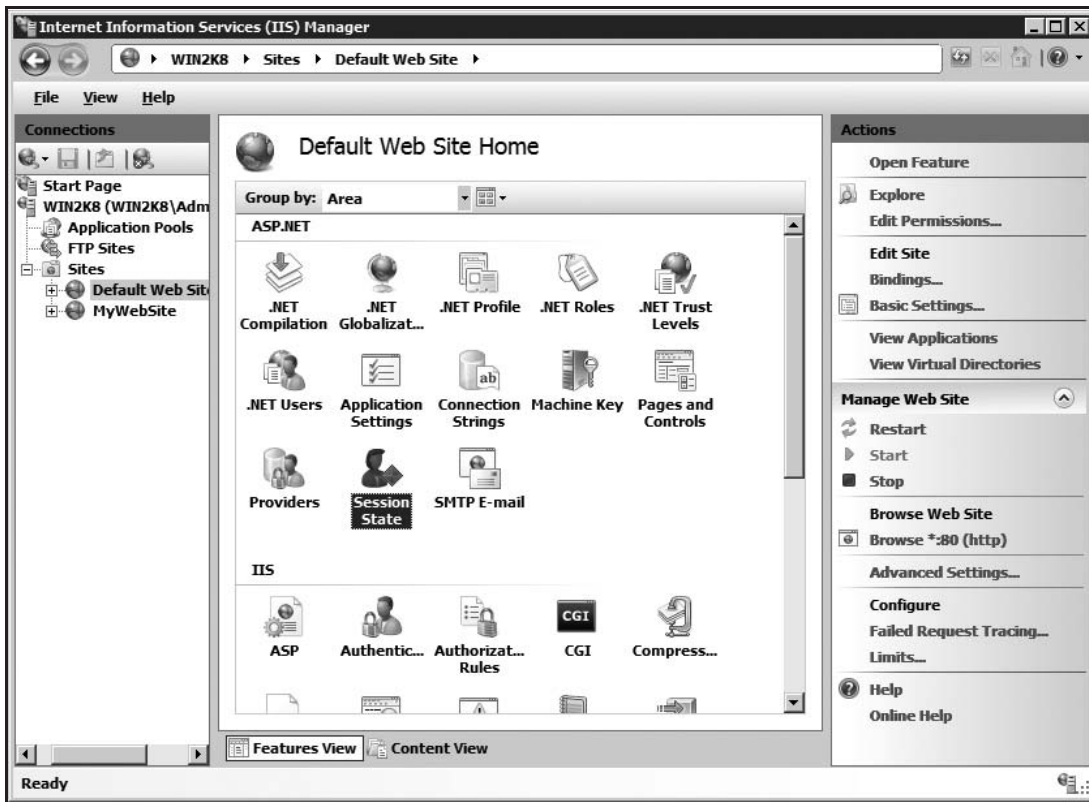 Internet Information Services (IIS) Manager
WIN2K8 Sites Default Web Site
File View Help
Connections
Start Page
WIN2K8 (WIN2K8\Adm
Application Pools
FTP Sites
Sites
Default Web Sit
MyWebSite
Default Web Site Home
Group by: Area
ASP.NET
.NET Compilation
.NET Globalizat...
.NET Profile
.NET Roles
.NET Trust Levels
.NET Users
Application Settings
Connection Strings
ab
Machine Key
Pages and Controls
Providers
Session State
SMTP E-mail
IIS
ASP
Authentic...
Authorizat... Rules
CGI
CGI
Compress...
Features View
Content View
Actions
Open Feature
Explore
Edit Permissions...
Edit Site
Bindings...
Basic Settings...
View Applications
View Virtual Directories
Manage Web Site
Restart
Start
Stop
Browse Web Site
Browse *:80 (http)
Advanced Settings...
Configure
Failed Request Tracing...
Limits...
Help
Online Help
Ready